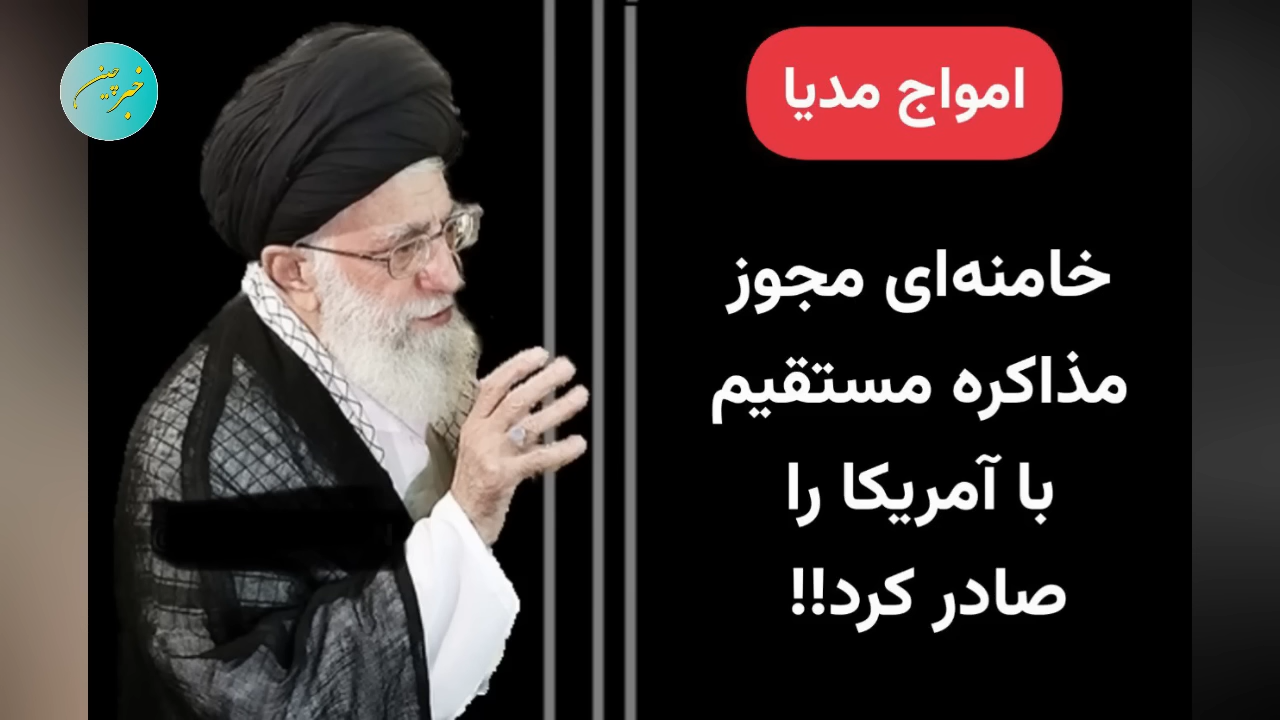 خبرچین
امواج مدیا
خامنه‌ای مجوز
مذاکره مستقیم
با آمریکا را
صادر کرد!!